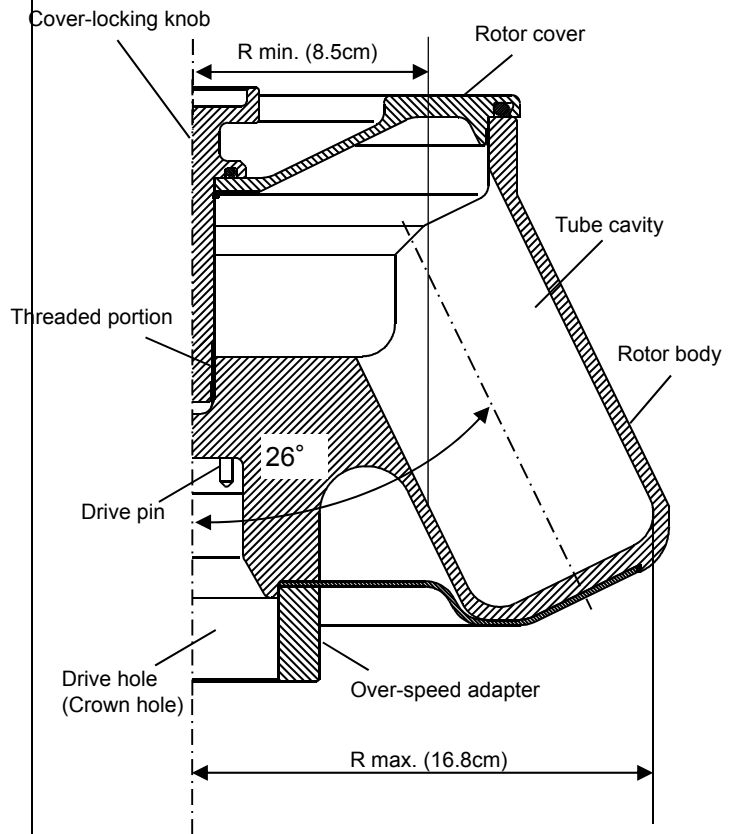 Cover-locking knob
R min. (8.5cm)
Rotor cover
Tube cavity
Threaded portion
Rotor body
26°
Drive pin
Drive hole
(Crown hole)
Over-speed adapter
R max. (16.8cm)